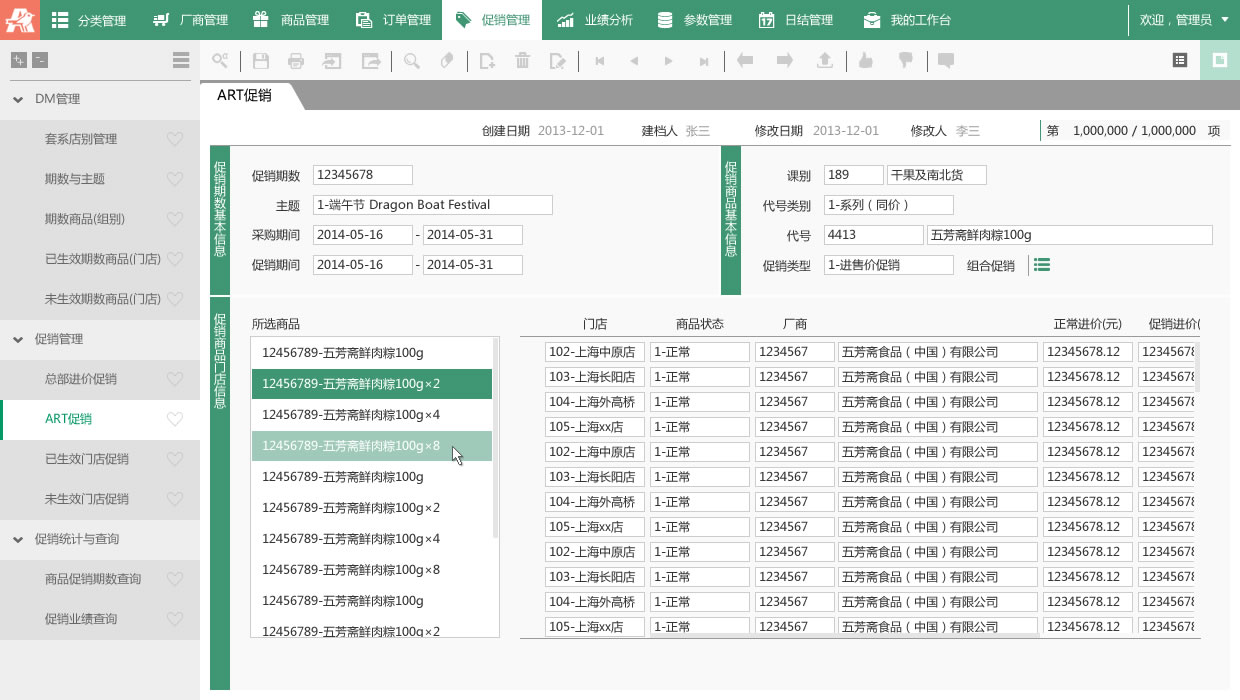 分类管理 厂商管理 商品管理 订单管理 促销管理 业绩分析 参数管理 日结管理 我的工作台 欢迎，管理员
DM管理
套系店别管理
期数与主题
期数商品(组别)
已生效期数商品(门店)
未生效期数商品(门店)
促销管理
总部进价促销
ART促销
已生效门店促销
未生效门店促销
促销统计与查询
商品促销期数查询
促销业绩查询
ART促销
创建日期 2013-12-01 建档人 张三 修改日期 2013-12-01 修改人 李三 第 1,000,000 / 1,000,000 项
促销期数基本信息
促销期数 12345678
主题 1-端午节 Dragon Boat Festival
采购期间 2014-05-16 - 2014-05-31
促销期间 2014-05-16 - 2014-05-31
促销商品基本信息
课别 189 干果及南北货
代号类别 1-系列（同价）
代号 4413 五芳斋鲜肉粽100g
促销类型 1-进售价促销 组合促销
促销商品门店信息
所选商品
12456789-五芳斋鲜肉粽100g
12456789-五芳斋鲜肉粽100g×2
12456789-五芳斋鲜肉粽100g×4
12456789-五芳斋鲜肉粽100g×8
12456789-五芳斋鲜肉粽100g
12456789-五芳斋鲜肉粽100g×2
12456789-五芳斋鲜肉粽100g×4
12456789-五芳斋鲜肉粽100g×8
12456789-五芳斋鲜肉粽100g
12456789-五芳斋鲜肉粽100g×2
门店 商品状态 厂商 正常进价(元) 促销进价(
102-上海中原店 1-正常 1234567 五芳斋食品（中国）有限公司 12345678.12 12345678
103-上海长阳店 1-正常 1234567 五芳斋食品（中国）有限公司 12345678.12 12345678
104-上海外高桥 1-正常 1234567 五芳斋食品（中国）有限公司 12345678.12 12345678
105-上海xx店 1-正常 1234567 五芳斋食品（中国）有限公司 12345678.12 12345678
102-上海中原店 1-正常 1234567 五芳斋食品（中国）有限公司 12345678.12 12345678
103-上海长阳店 1-正常 1234567 五芳斋食品（中国）有限公司 12345678.12 12345678
104-上海外高桥 1-正常 1234567 五芳斋食品（中国）有限公司 12345678.12 12345678
105-上海xx店 1-正常 1234567 五芳斋食品（中国）有限公司 12345678.12 12345678
102-上海中原店 1-正常 1234567 五芳斋食品（中国）有限公司 12345678.12 12345678
103-上海长阳店 1-正常 1234567 五芳斋食品（中国）有限公司 12345678.12 12345678
104-上海外高桥 1-正常 1234567 五芳斋食品（中国）有限公司 12345678.12 12345678
105-上海xx店 1-正常 1234567 五芳斋食品（中国）有限公司 12345678.12 12345678